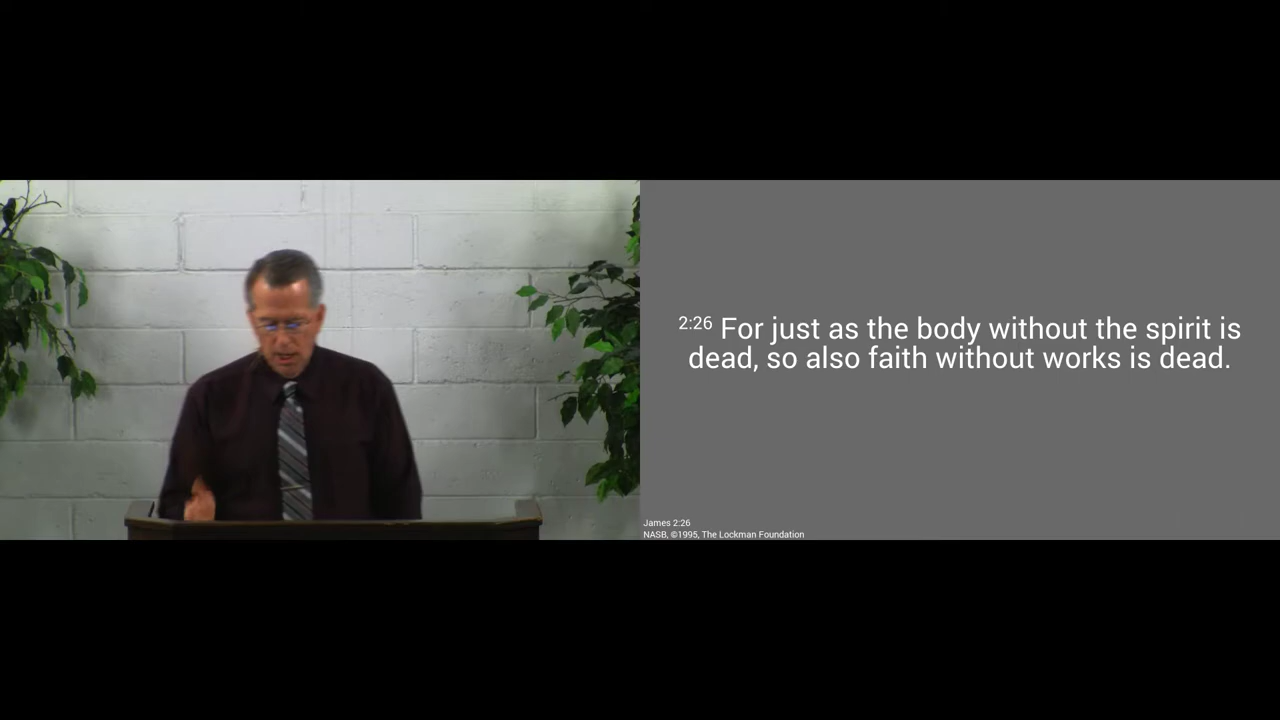 2:26 For just as the body without the spirit is
dead, so also faith without works is dead.
James 2:26
NASB, ©1995, The Lockman Foundation